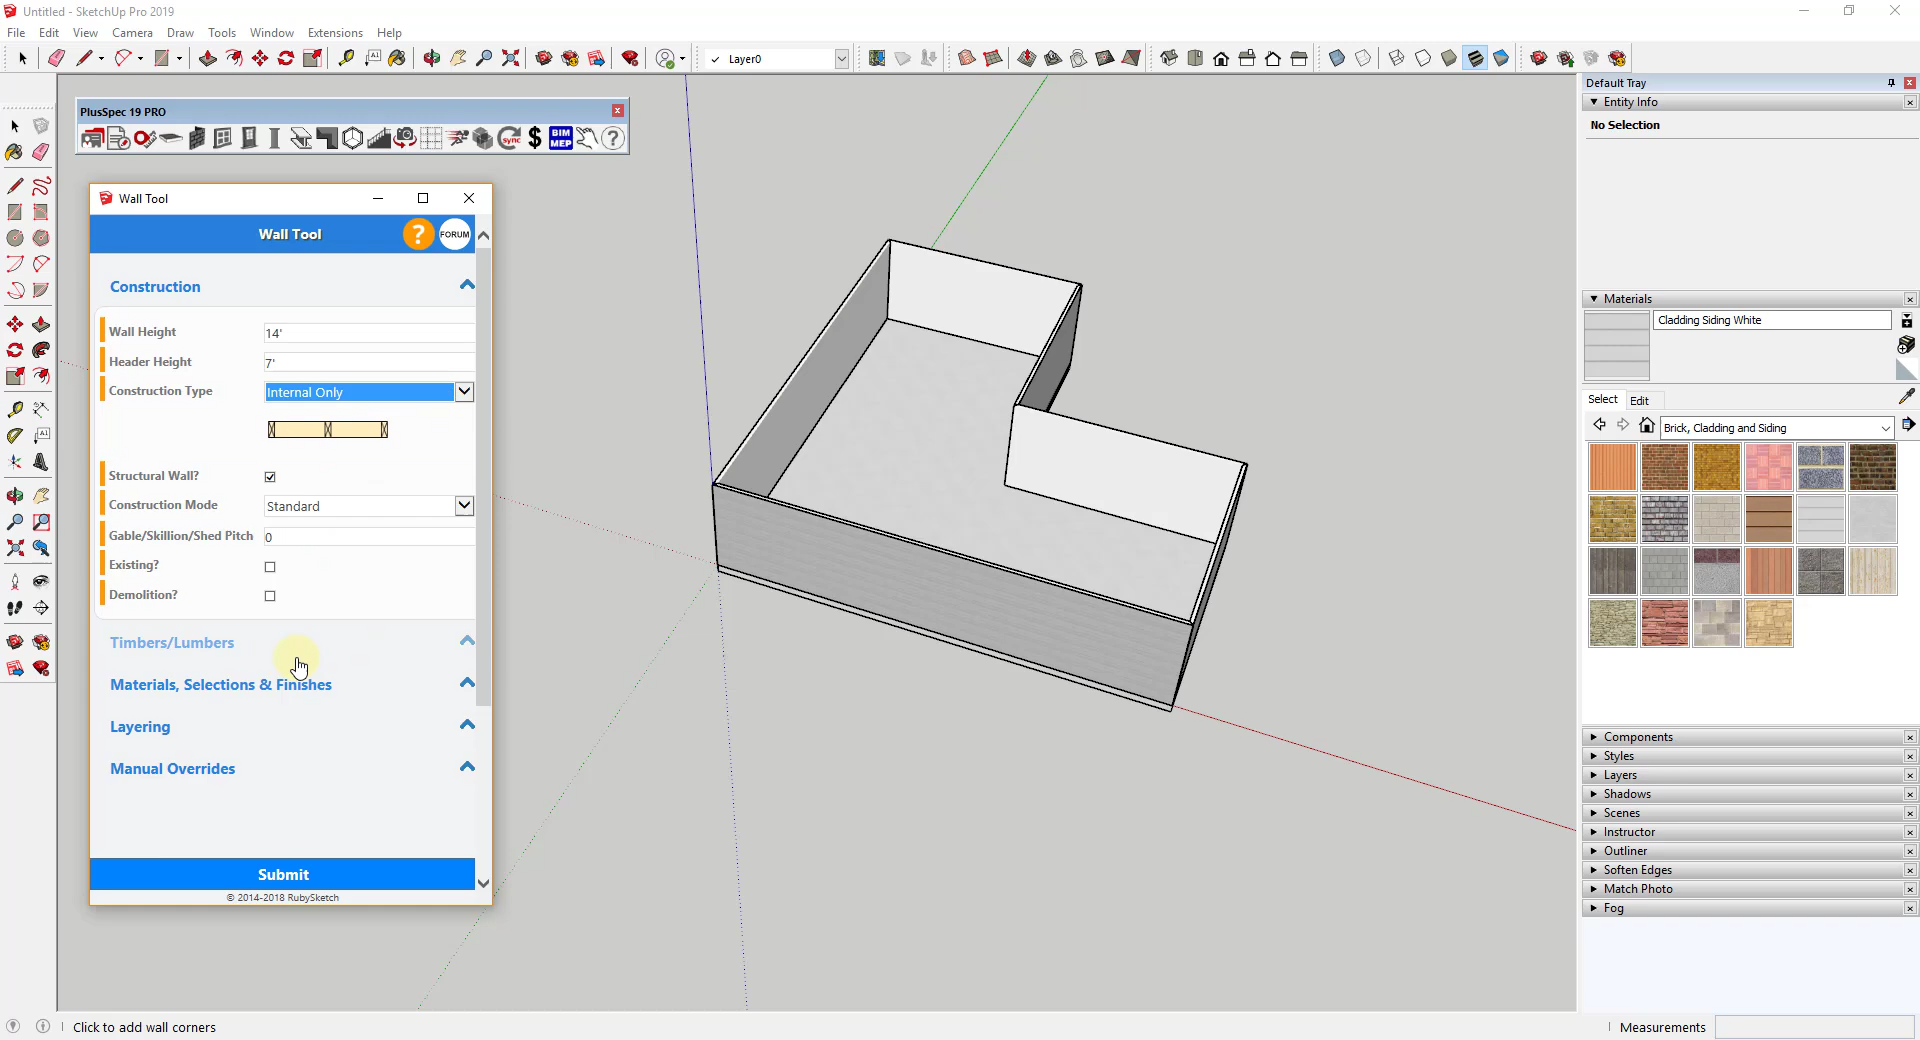 Untitled - SketchUp Pro 2019
File Edit View Camera Draw Tools Window Extensions Help
✓ Layer0
Default Tray
Entity Info
No Selection
PlusSpec 19 PRO
sync $ BIM MEP ?
Wall Tool
Wall Tool ? FORUM
Construction
Wall Height 14'
Header Height 7'
Construction Type Internal Only
Structural Wall?
Construction Mode Standard
Gable/Skillion/Shed Pitch 0
Existing?
Demolition?
Timbers/Lumbers
Materials, Selections & Finishes
Layering
Manual Overrides
Submit
© 2014-2018 RubySketch
Materials
Cladding Siding White
Select Edit
Brick, Cladding and Siding
Components
Styles
Layers
Shadows
Scenes
Instructor
Outliner
Soften Edges
Match Photo
Fog
Click to add wall corners
Measurements